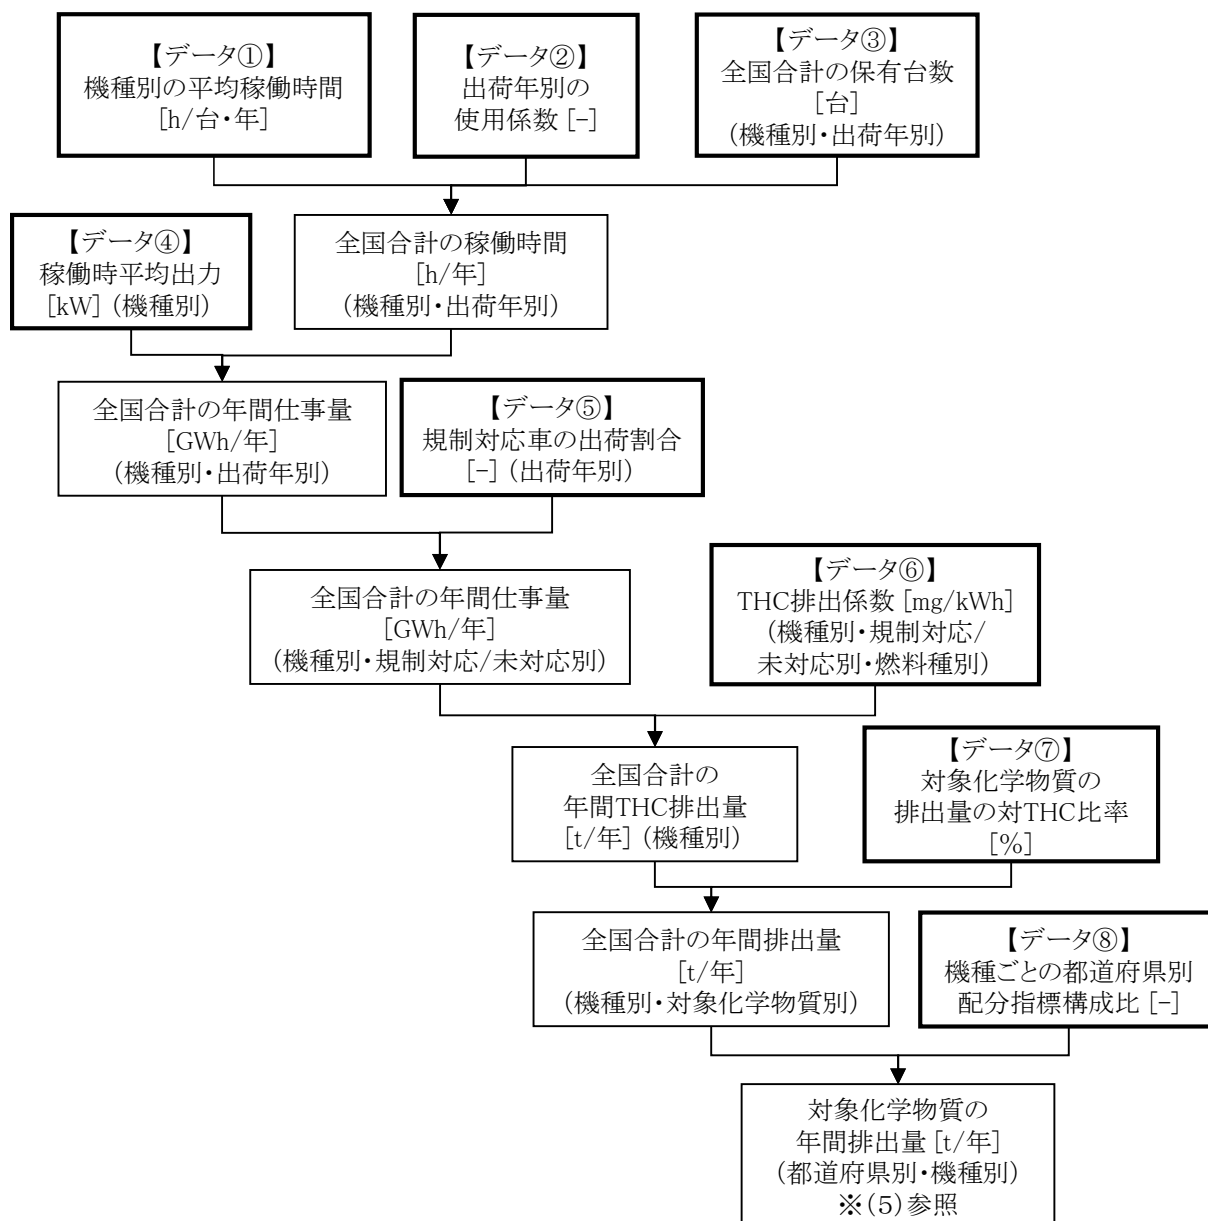 【データ①】
機種別の平均稼働時間
[h/台・年]
【データ②】
出荷年別の
使用係数 [-]
【データ③】
全国合計の保有台数
[台]
(機種別・出荷年別)
【データ④】
稼働時平均出力
[kW] (機種別)
全国合計の稼働時間
[h/年]
(機種別・出荷年別)
全国合計の年間仕事量
[GWh/年]
(機種別・出荷年別)
【データ⑤】
規制対応車の出荷割合
[-] (出荷年別)
全国合計の年間仕事量
[GWh/年]
(機種別・規制対応/未対応別)
【データ⑥】
THC排出係数 [mg/kWh]
(機種別・規制対応/
未対応別・燃料種別)
全国合計の
年間THC排出量
[t/年] (機種別)
【データ⑦】
対象化学物質の
排出量の対THC比率
[%]
全国合計の年間排出量
[t/年]
(機種別・対象化学物質別)
【データ⑧】
機種ごとの都道府県別
配分指標構成比 [-]
対象化学物質の
年間排出量 [t/年]
(都道府県別・機種別)
※(5)参照